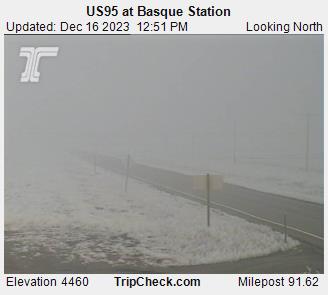 US95 at Basque Station
Updated: Dec 16 2023 12:51 PM Looking North
Elevation 4460 TripCheck.com Milepost 91.62